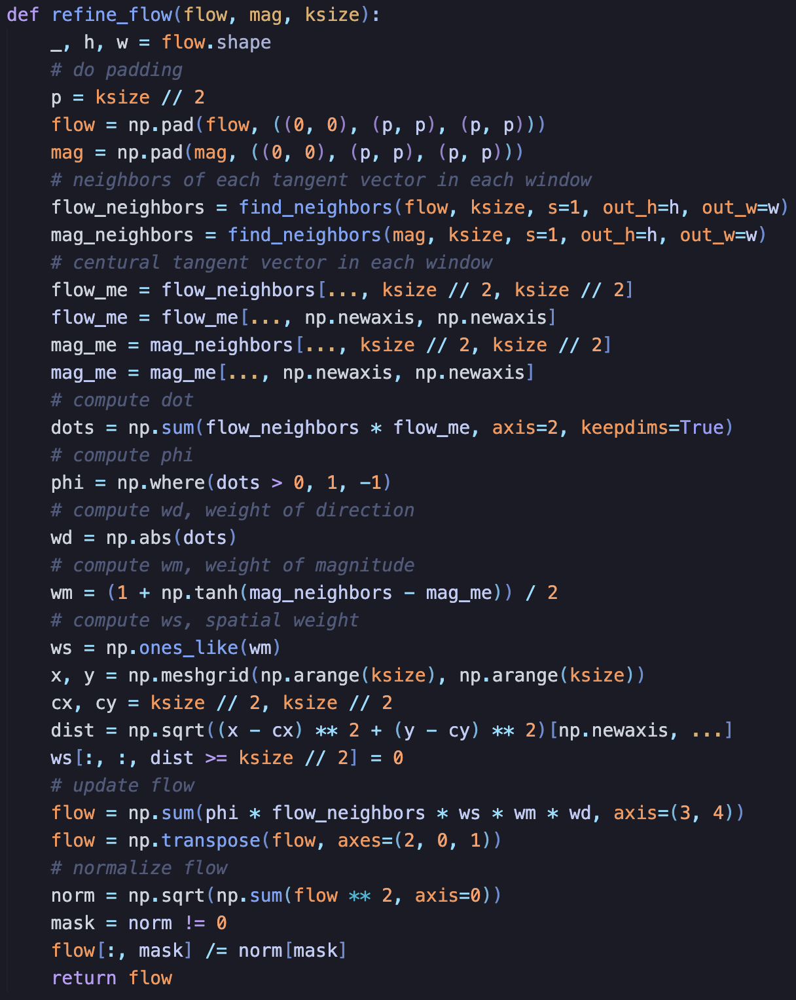 def refine_flow(flow, mag, ksize):
    _, h, w = flow.shape
    # do padding
    p = ksize // 2
    flow = np.pad(flow, ((0, 0), (p, p), (p, p)))
    mag = np.pad(mag, ((0, 0), (p, p), (p, p)))
    # neighbors of each tangent vector in each window
    flow_neighbors = find_neighbors(flow, ksize, s=1, out_h=h, out_w=w)
    mag_neighbors = find_neighbors(mag, ksize, s=1, out_h=h, out_w=w)
    # centural tangent vector in each window
    flow_me = flow_neighbors[..., ksize // 2, ksize // 2]
    flow_me = flow_me[..., np.newaxis, np.newaxis]
    mag_me = mag_neighbors[..., ksize // 2, ksize // 2]
    mag_me = mag_me[..., np.newaxis, np.newaxis]
    # compute dot
    dots = np.sum(flow_neighbors * flow_me, axis=2, keepdims=True)
    # compute phi
    phi = np.where(dots > 0, 1, -1)
    # compute wd, weight of direction
    wd = np.abs(dots)
    # compute wm, weight of magnitude
    wm = (1 + np.tanh(mag_neighbors - mag_me)) / 2
    # compute ws, spatial weight
    ws = np.ones_like(wm)
    x, y = np.meshgrid(np.arange(ksize), np.arange(ksize))
    cx, cy = ksize // 2, ksize // 2
    dist = np.sqrt((x - cx) ** 2 + (y - cy) ** 2)[np.newaxis, ...]
    ws[:, :, dist >= ksize // 2] = 0
    # update flow
    flow = np.sum(phi * flow_neighbors * ws * wm * wd, axis=(3, 4))
    flow = np.transpose(flow, axes=(2, 0, 1))
    # normalize flow
    norm = np.sqrt(np.sum(flow ** 2, axis=0))
    mask = norm != 0
    flow[:, mask] /= norm[mask]
    return flow